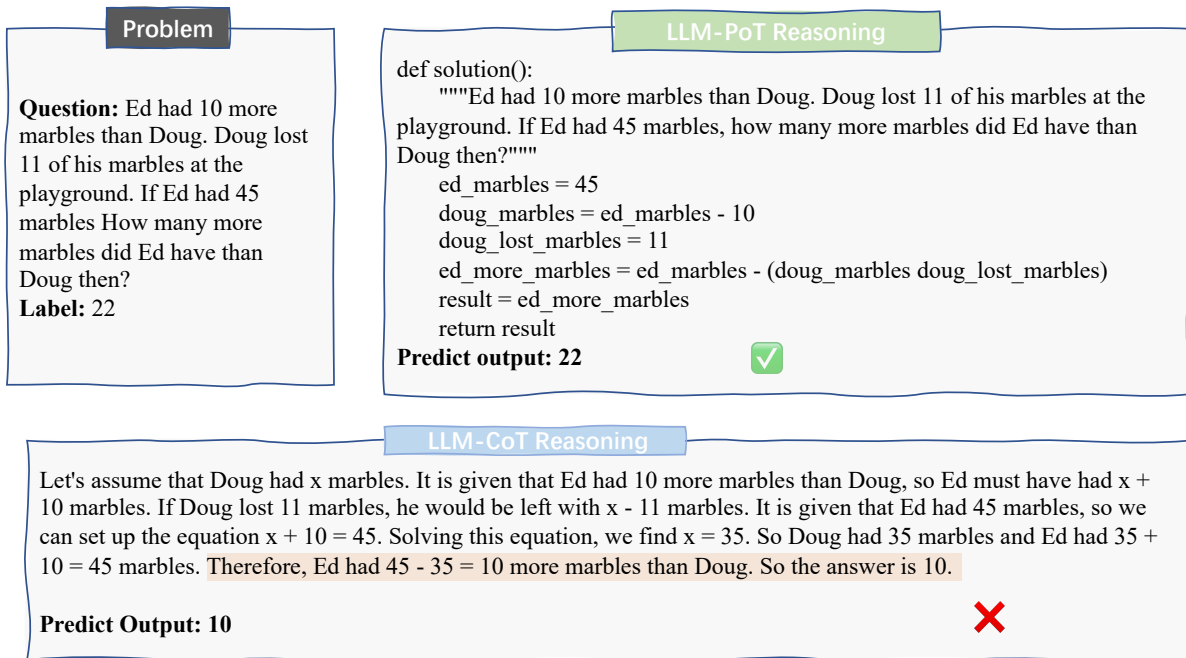 Problem
Question: Ed had 10 more
marbles than Doug. Doug lost
11 of his marbles at the
playground. If Ed had 45
marbles How many more
marbles did Ed have than
Doug then?
Label: 22
LLM-PoT Reasoning
def solution():
"""Ed had 10 more marbles than Doug. Doug lost 11 of his marbles at the
playground. If Ed had 45 marbles, how many more marbles did Ed have than
Doug then?"""
ed_marbles = 45
doug_marbles = ed_marbles - 10
doug_lost_marbles = 11
ed_more_marbles = ed_marbles - (doug_marbles doug_lost_marbles)
result = ed_more_marbles
return result
Predict output: 22
LLM-CoT Reasoning
Let's assume that Doug had x marbles. It is given that Ed had 10 more marbles than Doug, so Ed must have had x +
10 marbles. If Doug lost 11 marbles, he would be left with x - 11 marbles. It is given that Ed had 45 marbles, so we
can set up the equation x + 10 = 45. Solving this equation, we find x = 35. So Doug had 35 marbles and Ed had 35 +
10 = 45 marbles. Therefore, Ed had 45 - 35 = 10 more marbles than Doug. So the answer is 10.
Predict Output: 10